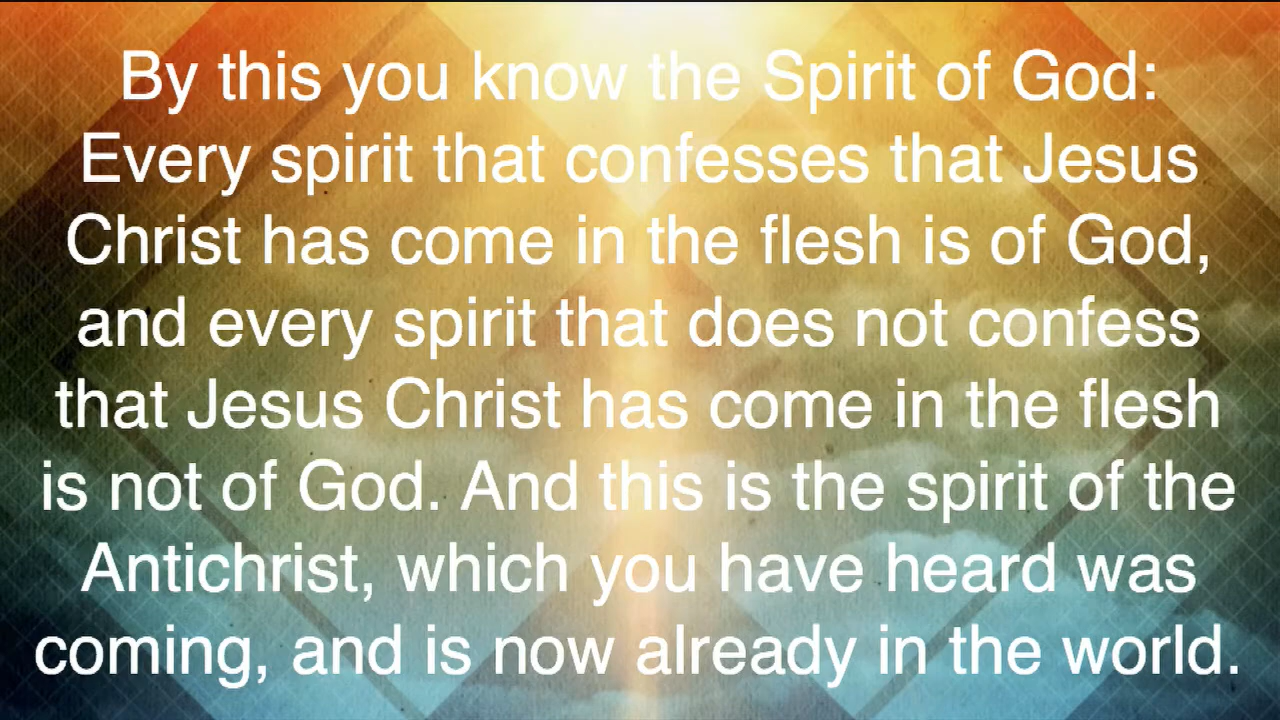 By this you know the Spirit of God:
Every spirit that confesses that Jesus
Christ has come in the flesh is of God,
and every spirit that does not confess
that Jesus Christ has come in the flesh
is not of God. And this is the spirit of the
Antichrist, which you have heard was
coming, and is now already in the world.